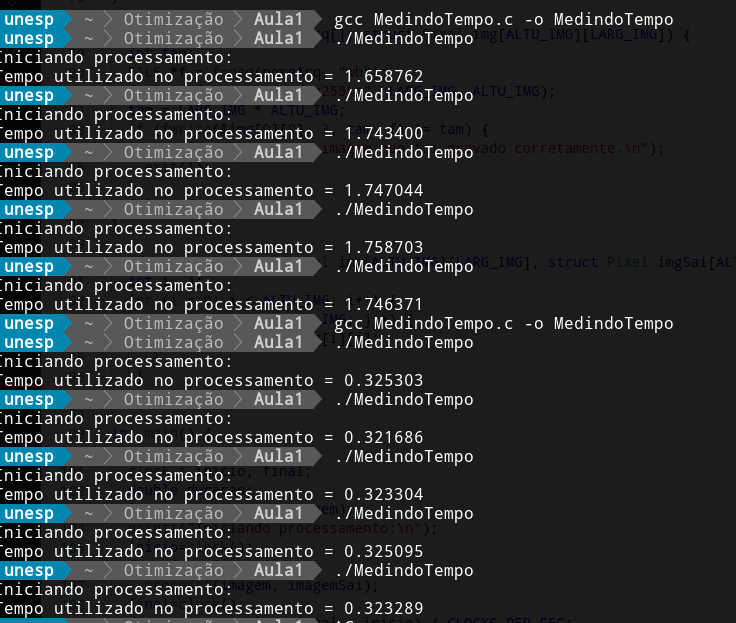 unesp ~ Otimização Aula1 gcc MedindoTempo.c -o MedindoTempo
unesp ~ Otimização Aula1 ./MedindoTempo
Iniciando processamento:
Tempo utilizado no processamento = 1.658762
unesp ~ Otimização Aula1 ./MedindoTempo
Iniciando processamento:
Tempo utilizado no processamento = 1.743400
unesp ~ Otimização Aula1 ./MedindoTempo
Iniciando processamento:
Tempo utilizado no processamento = 1.747044
unesp ~ Otimização Aula1 ./MedindoTempo
Iniciando processamento:
Tempo utilizado no processamento = 1.758703
unesp ~ Otimização Aula1 ./MedindoTempo
Iniciando processamento:
Tempo utilizado no processamento = 1.746371
unesp ~ Otimização Aula1 gcc MedindoTempo.c -o MedindoTempo
unesp ~ Otimização Aula1 ./MedindoTempo
Iniciando processamento:
Tempo utilizado no processamento = 0.325303
unesp ~ Otimização Aula1 ./MedindoTempo
Iniciando processamento:
Tempo utilizado no processamento = 0.321686
unesp ~ Otimização Aula1 ./MedindoTempo
Iniciando processamento:
Tempo utilizado no processamento = 0.323304
unesp ~ Otimização Aula1 ./MedindoTempo
Iniciando processamento:
Tempo utilizado no processamento = 0.325095
unesp ~ Otimização Aula1 ./MedindoTempo
Iniciando processamento:
Tempo utilizado no processamento = 0.323289